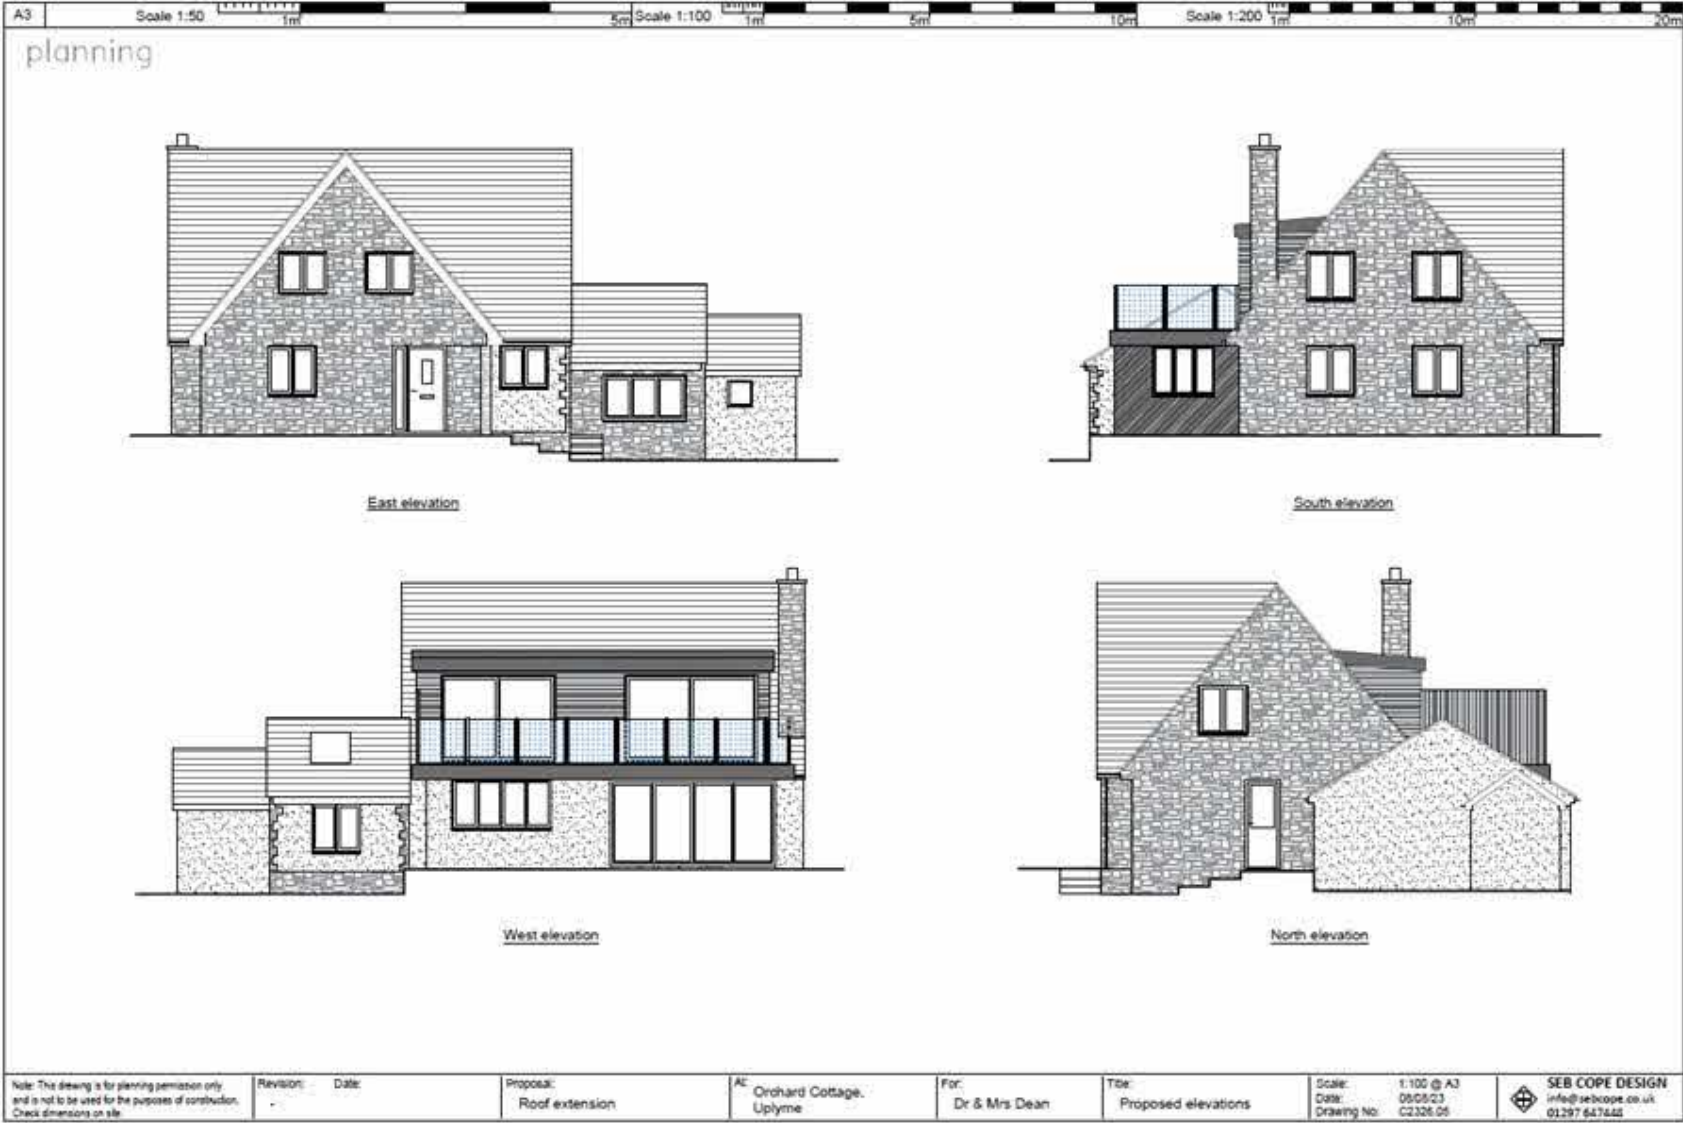 A3
Scale 1:50
1m
5m
Scale 1:100
1m
5m
10m
Scale 1:200
1m
10m
20m
planning
East elevation
South elevation
West elevation
North elevation
Note: This drawing is for planning permission only
and is not to be used for the purposes of construction.
Check dimensions on site
Revision: Date:
-
Proposal:
Roof extension
At:
Orchard Cottage,
Uplyme
For:
Dr & Mrs Dean
Title:
Proposed elevations
Scale: 1:100 @ A3
Date:
Drawing No: C2326.05
SEB COPE DESIGN
info@sebcope.co.uk
01297 647448